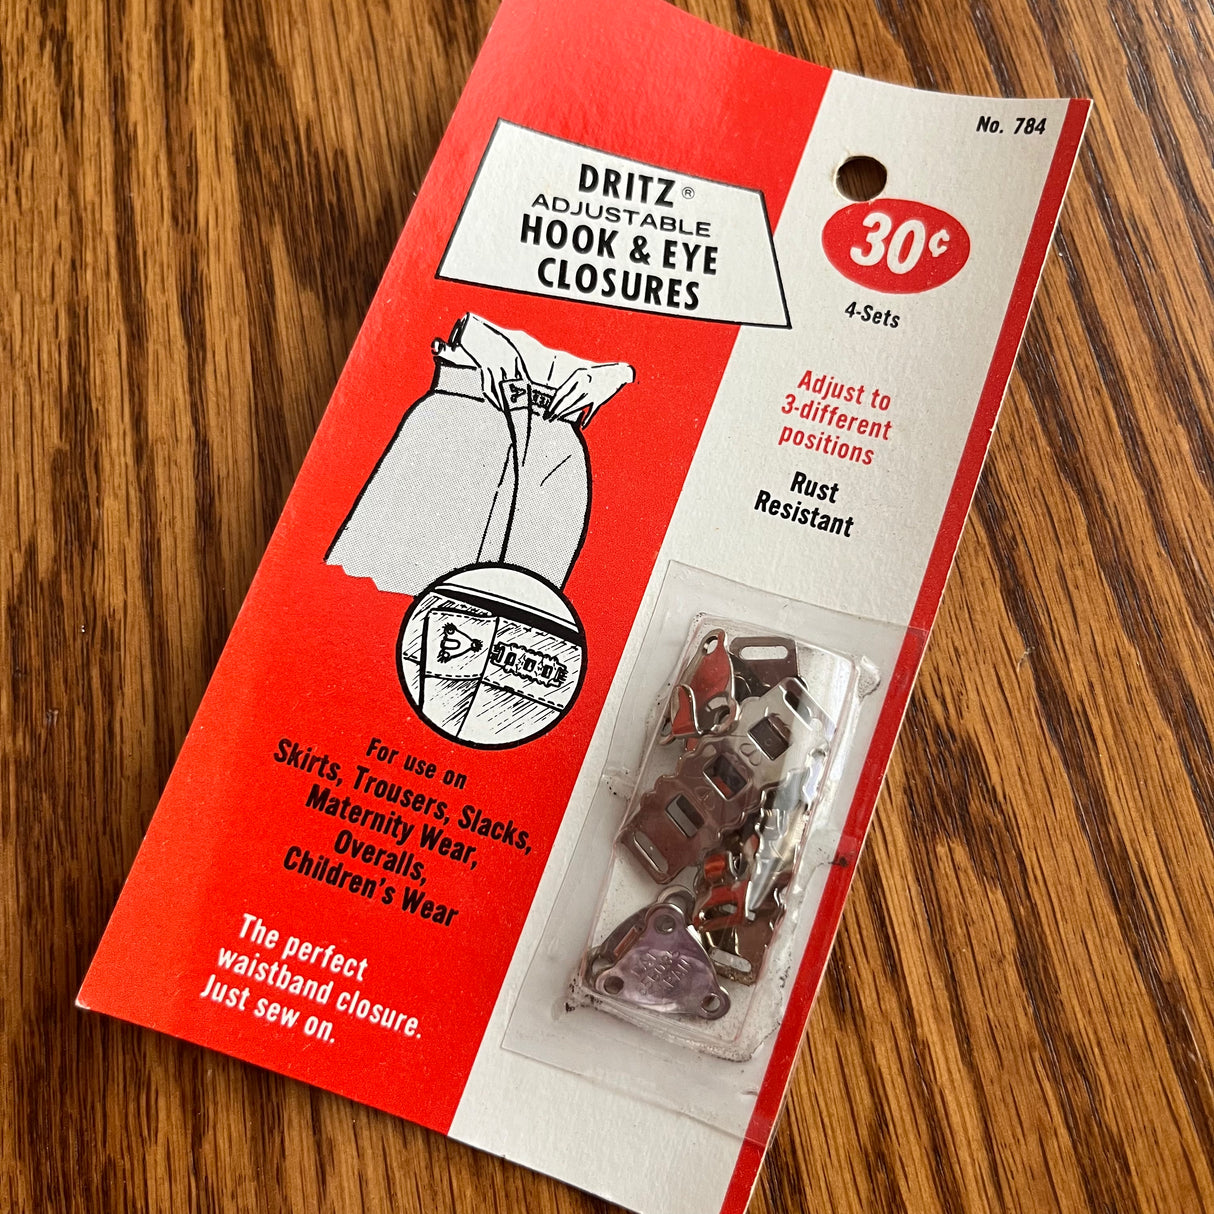 No. 784
DRITZ®
ADJUSTABLE
HOOK & EYE
CLOSURES
30¢
4-Sets
Adjust to
3-different
positions
Rust
Resistant
For use on
Skirts, Trousers, Slacks,
Maternity Wear,
Overalls,
Children's Wear
The perfect
waistband closure.
Just sew on.